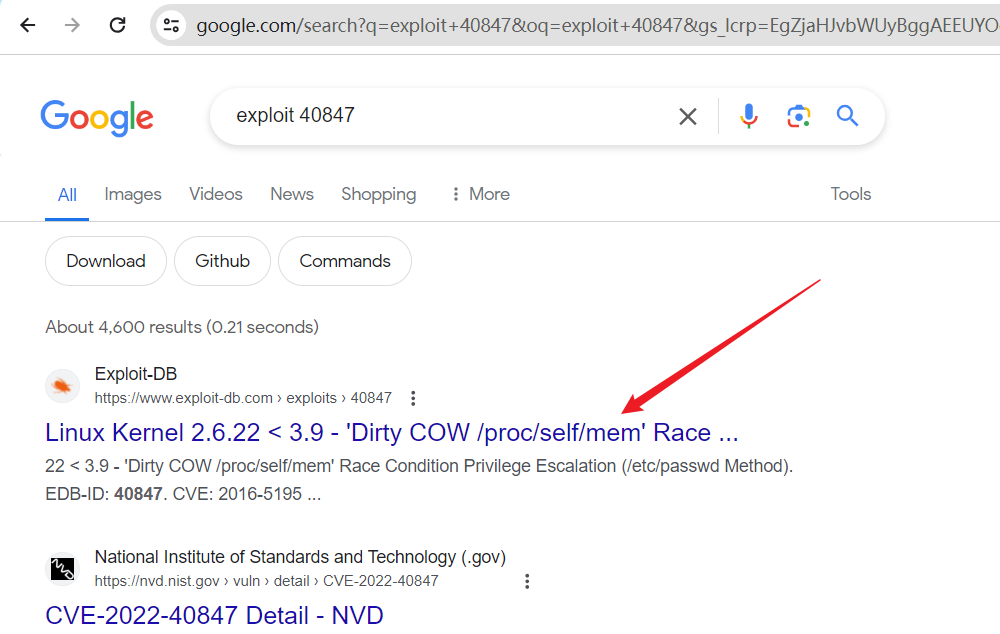 google.com/search?q=exploit+40847&oq=exploit+40847&gs_lcrp=EgZjaHJvbWUyBggAEEUYO
Google
exploit 40847
All Images Videos News Shopping More Tools
Download Github Commands
About 4,600 results (0.21 seconds)
Exploit-DB
https://www.exploit-db.com › exploits › 40847
Linux Kernel 2.6.22 < 3.9 - 'Dirty COW /proc/self/mem' Race ...
22 < 3.9 - 'Dirty COW /proc/self/mem' Race Condition Privilege Escalation (/etc/passwd Method).
EDB-ID: 40847. CVE: 2016-5195 ...
National Institute of Standards and Technology (.gov)
https://nvd.nist.gov › vuln › detail › CVE-2022-40847
CVE-2022-40847 Detail - NVD